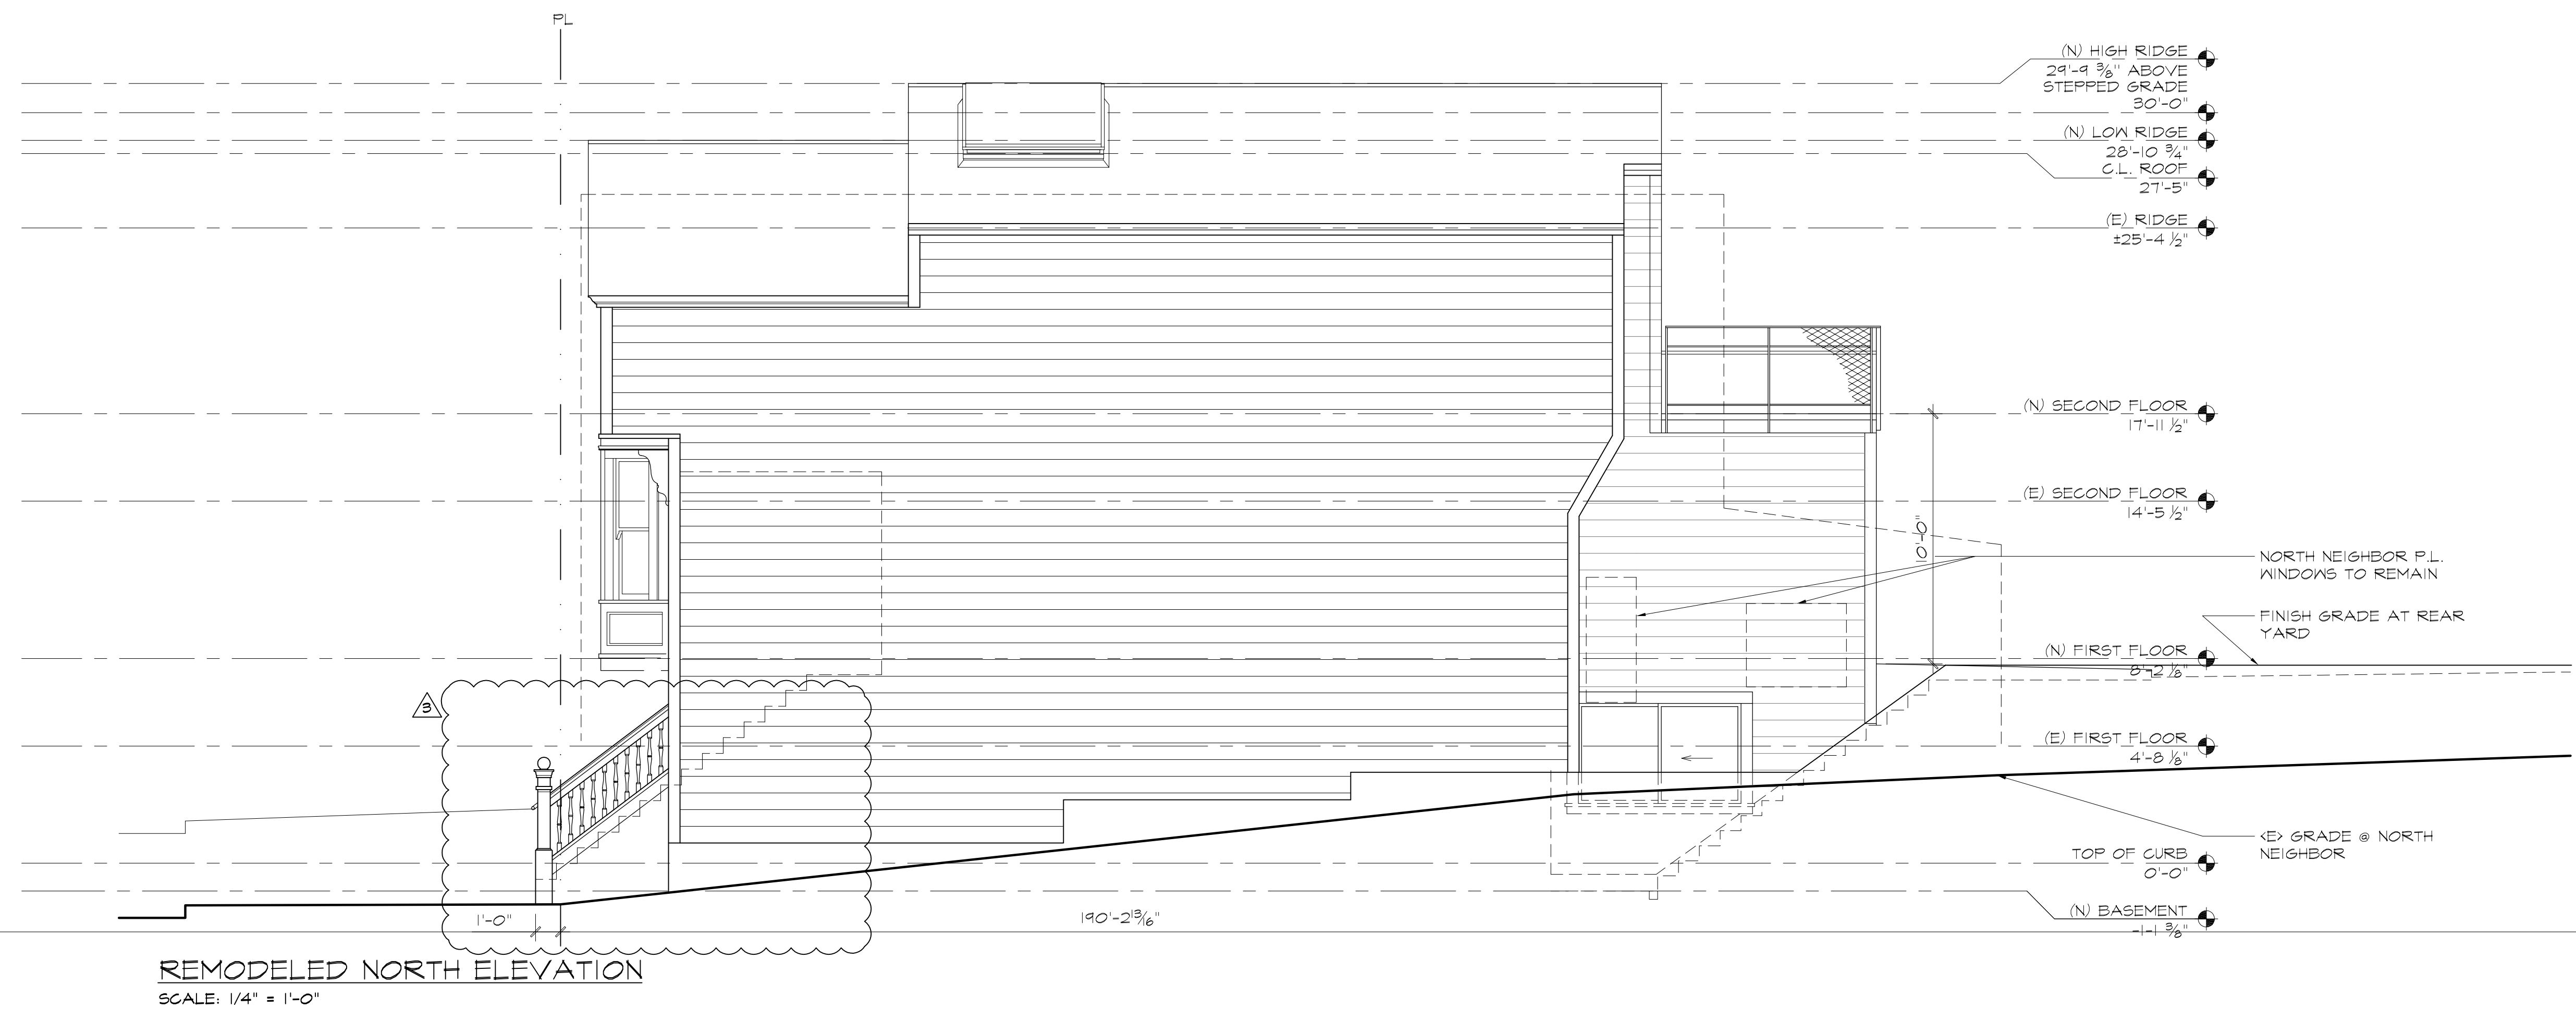 PL
(N) HIGH RIDGE
29'-9 3/8" ABOVE
STEPPED GRADE
30'-0"
(N) LOW RIDGE
28'-10 3/4"
C.L. ROOF
27'-5"
(E) RIDGE
±25'-4 1/2"
(N) SECOND FLOOR
17'-11 1/2"
(E) SECOND FLOOR
14'-5 1/2"
10'-0"
NORTH NEIGHBOR P.L.
WINDOWS TO REMAIN
FINISH GRADE AT REAR
YARD
(N) FIRST FLOOR
8'-2 1/8"
3
(E) FIRST FLOOR
4'-8 1/8"
<E> GRADE @ NORTH
NEIGHBOR
TOP OF CURB
0'-0"
(N) BASEMENT
-1-1 3/8"
1'-0"
190'-2 13/16"
REMODELED NORTH ELEVATION
SCALE: 1/4" = 1'-0"